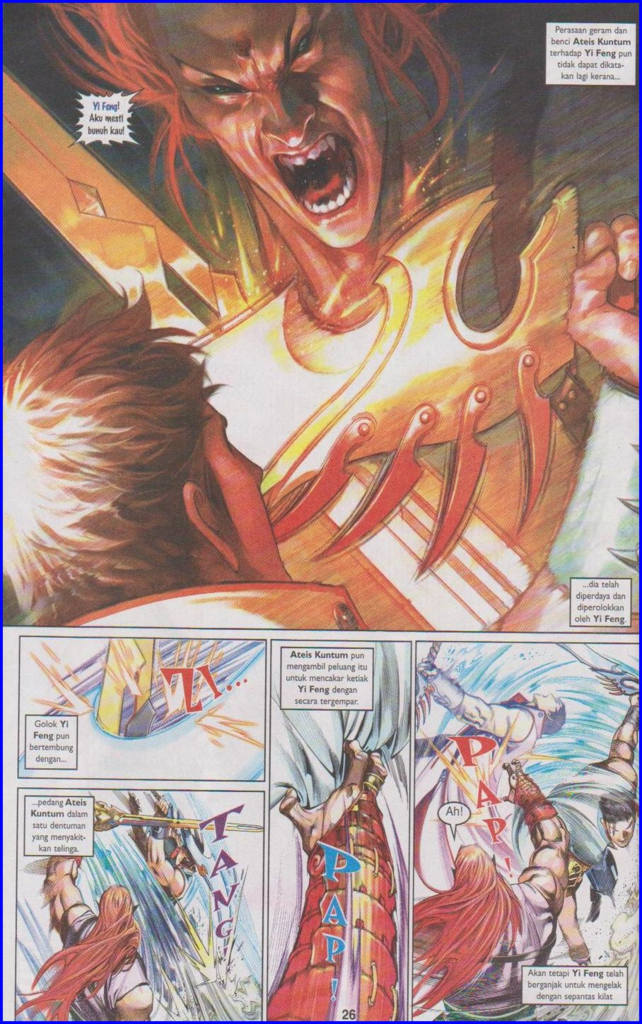 Perasaan geram dan
benci Ateis Kuntum
terhadap Yi Feng pun
tidak dapat dikata-
kan lagi kerana...
Yi Feng!
Aku mesti
bunuh kau!
...dia telah
diperdaya dan
diperolokkan
oleh Yi Feng.
ZI...
Golok Yi
Feng pun
bertembung
dengan...
...pedang Ateis
Kuntum dalam
satu dentuman
yang menyakit-
kan telinga.
TANG!
Ateis Kuntum pun
mengambil peluang itu
untuk mencakar ketiak
Yi Feng dengan
secara tergempar.
PAP!
PAP!
Ah!
Akan tetapi Yi Feng telah
berganjak untuk mengelak
dengan sepantas kilat
26